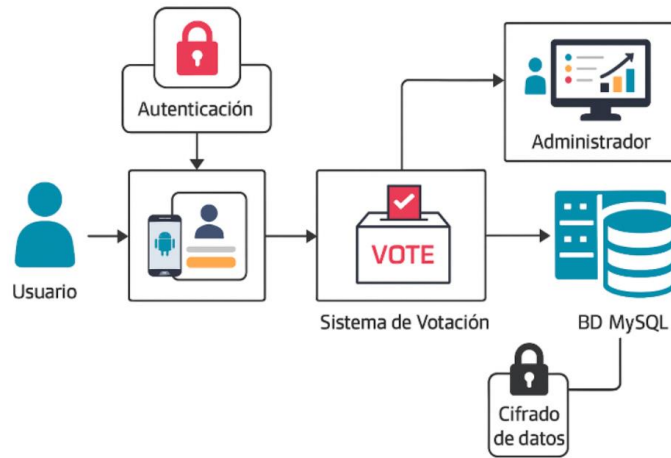 Autenticación
Administrador
Usuario
VOTE
Sistema de Votación
BD MySQL
Cifrado
de datos